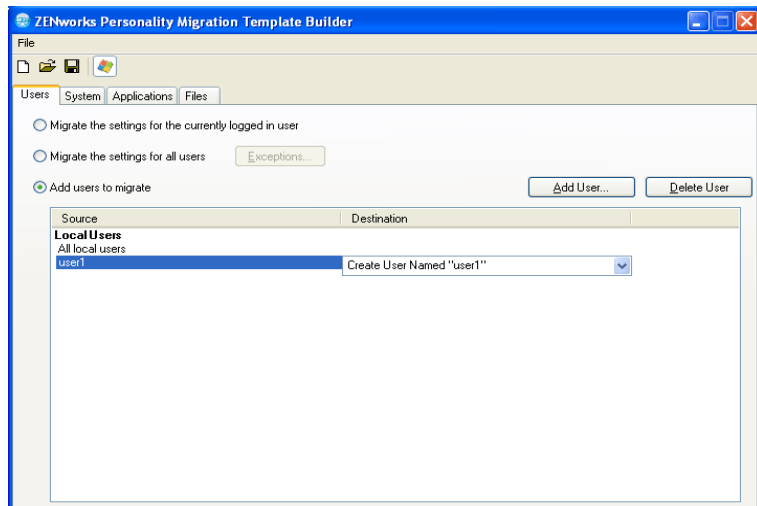 ZENworks Personality Migration Template Builder
File
Users System Applications Files
Migrate the settings for the currently logged in user
Migrate the settings for all users Exceptions...
Add users to migrate Add User... Delete User
Source Destination
Local Users
All local users
user1 Create User Named "user1"